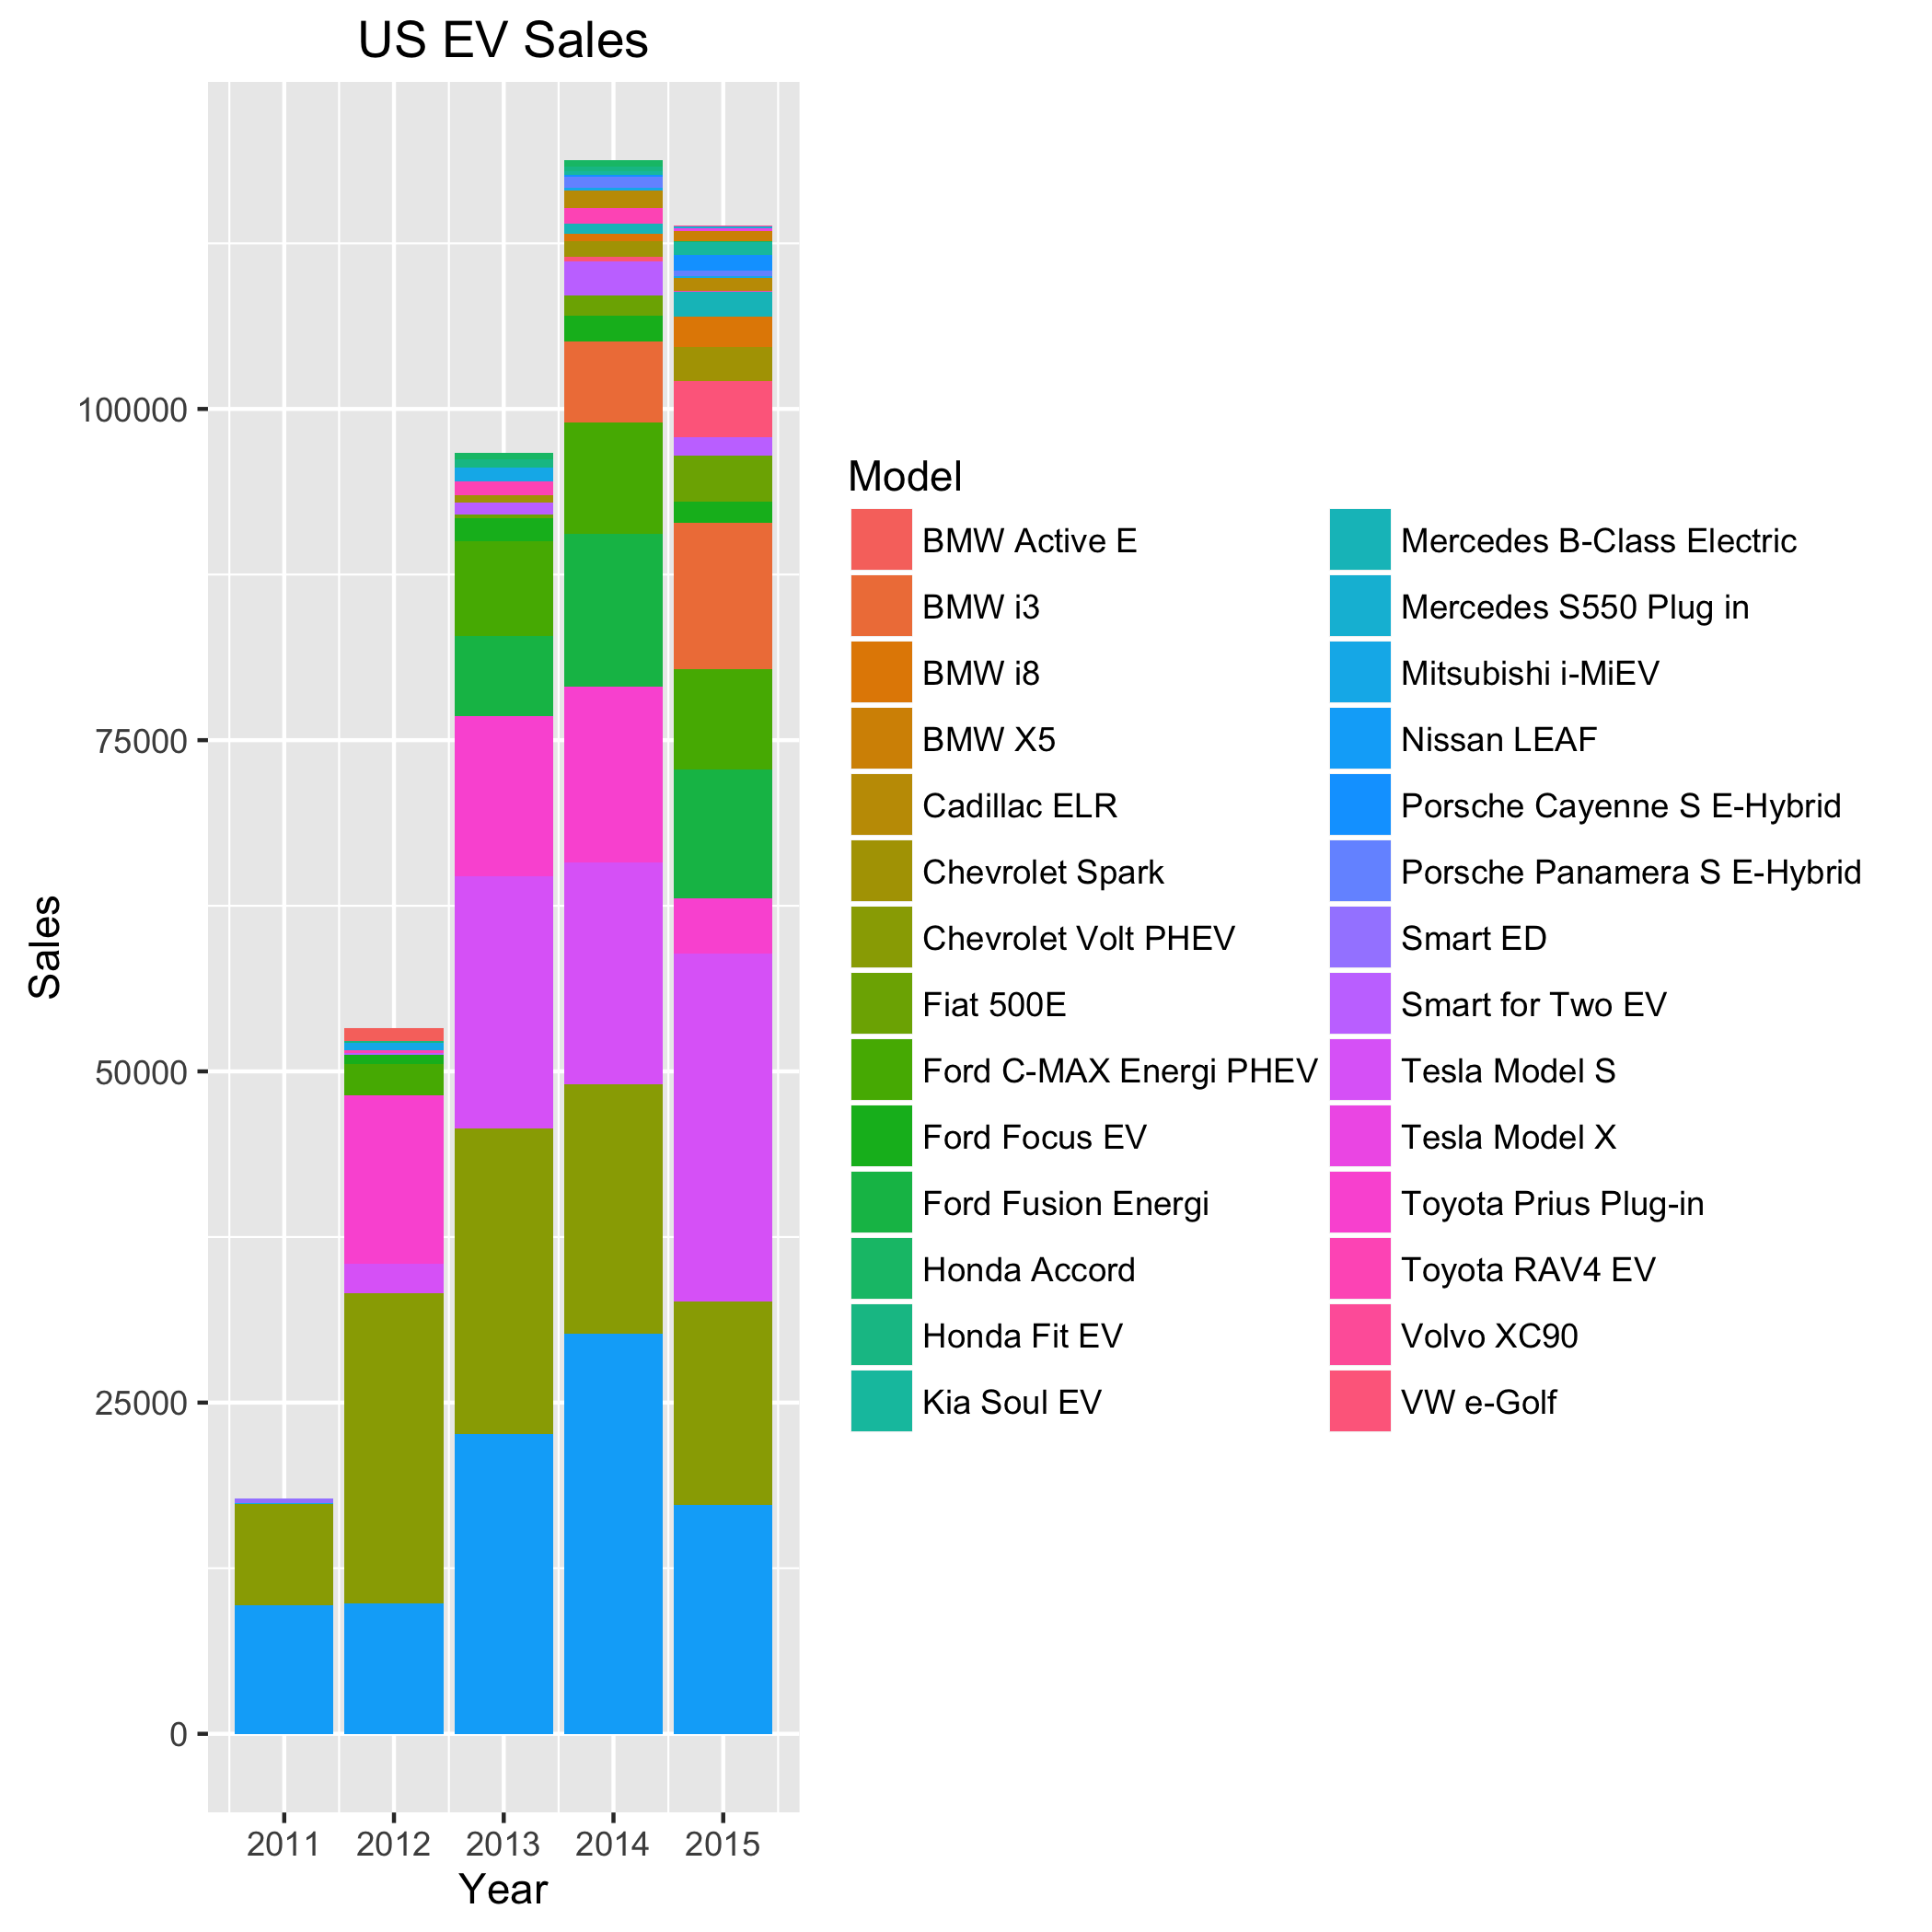 US EV Sales
100000
75000
50000
25000
0
Sales
2011 2012 2013 2014 2015
Year
Model
BMW Active E
BMW i3
BMW i8
BMW X5
Cadillac ELR
Chevrolet Spark
Chevrolet Volt PHEV
Fiat 500E
Ford C-MAX Energi PHEV
Ford Focus EV
Ford Fusion Energi
Honda Accord
Honda Fit EV
Kia Soul EV
Mercedes B-Class Electric
Mercedes S550 Plug in
Mitsubishi i-MiEV
Nissan LEAF
Porsche Cayenne S E-Hybrid
Porsche Panamera S E-Hybrid
Smart ED
Smart for Two EV
Tesla Model S
Tesla Model X
Toyota Prius Plug-in
Toyota RAV4 EV
Volvo XC90
VW e-Golf